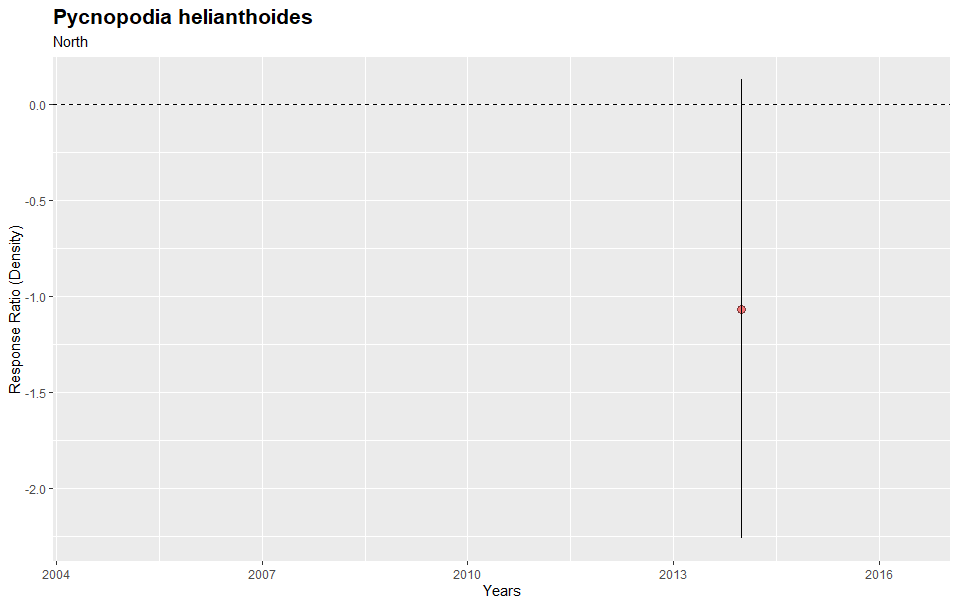 Pycnopodia helianthoides
North
0.0
-0.5
-1.0
-1.5
-2.0
Response Ratio (Density)
2004 2007 2010 2013 2016
Years